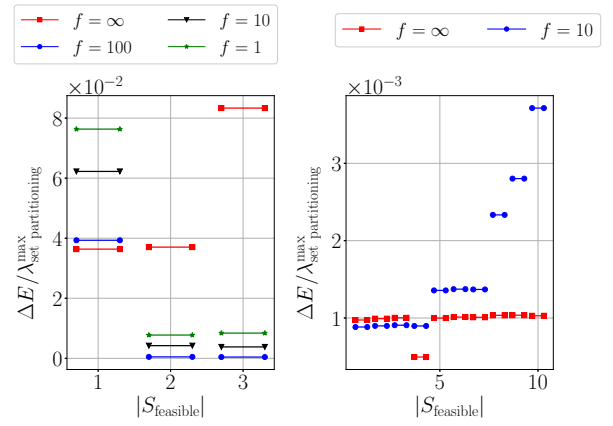 f = ∞
f = 10
f = 100
f = 1
f = ∞
f = 10
×10⁻²
8
6
4
2
0
1
2
3
ΔE/λ^max_set partitioning
|S_feasible|
×10⁻³
3
2
1
5
10
ΔE/λ^max_set partitioning
|S_feasible|